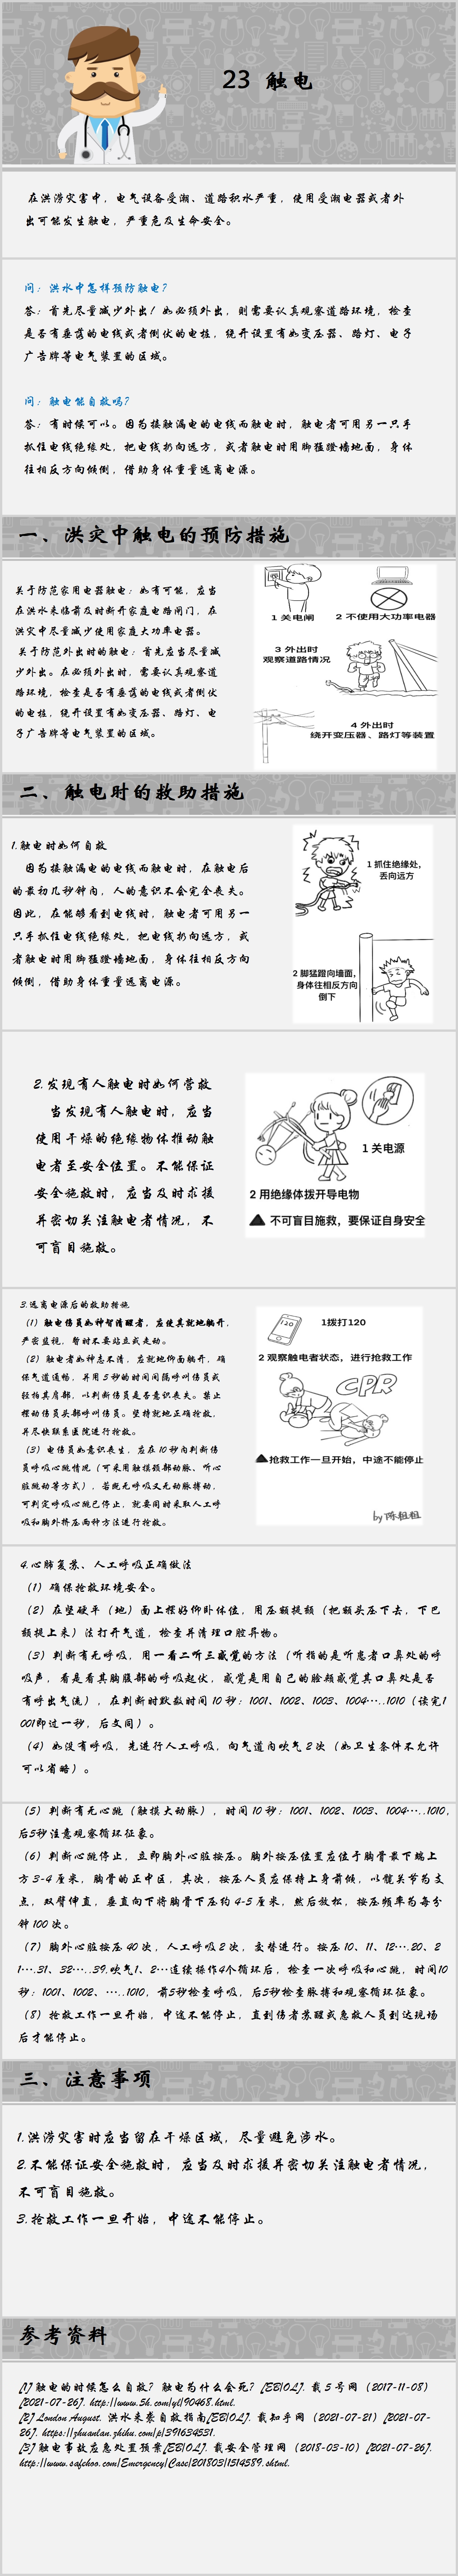 23 触电
在洪涝灾害中，电气设备受潮、道路积水严重，使用受潮电器或者外
出可能发生触电，严重危及生命安全。
问：洪水中怎样预防触电？
答：首先尽量减少外出！如必须外出，则需要认真观察道路环境，检查
是否有垂落的电线或者倒伏的电柱，绕开设置有如变压器、路灯、电子
广告牌等电气装置的区域。
问：触电能自救吗？
答：有时候可以。因为接触漏电的电线而触电时，触电者可用另一只手
抓住电线绝缘处，把电线扔向远方，或者触电时用脚猛蹬墙地面，身体
往相反方向倾倒，借助身体重量远离电源。
一、洪灾中触电的预防措施
关于防范家用电器触电：如有可能，应当
在洪水来临前及时断开家庭电路闸门，在
洪灾中尽量减少使用家庭大功率电器。
关于防范外出时的触电：首先应当尽量减
少外出。在必须外出时，需要认真观察道
路环境，检查是否有垂落的电线或者倒伏
的电柱，绕开设置有如变压器、路灯、电
子广告牌等电气装置的区域。
1 关电闸
2 不使用大功率电器
3 外出时
观察道路情况
4 外出时
绕开变压器、路灯等装置
二、触电时的救助措施
1.触电时如何自救
因为接触漏电的电线而触电时，在触电后
的最初几秒钟内，人的意识不会完全丧失。
因此，在能够看到电线时，触电者可用另一
只手抓住电线绝缘处，把电线扔向远方，或
者触电时用脚猛蹬墙地面，身体往相反方向
倾倒，借助身体重量远离电源。
1 抓住绝缘处，
丢向远方
2 脚猛蹬向墙面，
身体往相反方向
倒下
2.发现有人触电时如何营救
当发现有人触电时，应当
使用干燥的绝缘物体推动触
电者至安全位置。不能保证
安全施救时，应当及时求援
并密切关注触电者情况，不
可盲目施救。
1 关电源
2 用绝缘体拨开导电物
不可盲目施救，要保证自身安全
3.远离电源后的救助措施
（1）触电伤员如神智清醒者，应使其就地躺开，
严密监视，暂时不要站立或走动。
（2）触电者如神志不清，应就地仰面躺开，确
保气道通畅，并用5秒的时间间隔呼叫伤员或
轻拍其肩部，以判断伤员是否意识丧失。禁止
摆动伤员头部呼叫伤员。坚持就地正确抢救，
并尽快联系医院进行抢救。
（3）电伤员如意识丧生，应在10秒内判断伤
员呼吸心跳情况（可采用触摸颈部动脉、听心
脏跳动等方式），若既无呼吸又无动脉搏动，
可判定呼吸心跳已停止，就要同时采取人工呼
吸和胸外挤压两种方法进行抢救。
120
1拨打120
2 观察触电者状态，进行抢救工作
CPR
抢救工作一旦开始，中途不能停止
4.心肺复苏、人工呼吸正确做法
（1）确保抢救环境安全。
（2）在坚硬平（地）面上摆好仰卧体位，用压额提颏（把额头压下去，下巴
额提上来）法打开气道，检查并清理口腔异物。
（3）判断有无呼吸，用一看二听三感觉的方法（听指的是听患者口鼻处的呼
吸声，看是看其胸腹部的呼吸起伏，感觉是用自己的脸颊感觉其口鼻处是否
有呼出气流），在判断时默数时间10秒：1001、1002、1003、1004…..1010（读完1
001即过一秒，后文同）。
（4）如没有呼吸，先进行人工呼吸，向气道内吹气2次（如卫生条件不允许
可以省略）。
（5）判断有无心跳（触摸大动脉），时间10秒：1001、1002、1003、1004…..1010，
后5秒注意观察循环征象。
（6）判断心跳停止，立即胸外心脏按压。胸外按压位置应位于胸骨最下端上
方3-4厘米，胸骨的正中区，其次，按压人员应保持上身前倾，以髋关节为支
点，双臂伸直，垂直向下将胸骨下压约4-5厘米，然后放松，按压频率为每分
钟100次。
（7）胸外心脏按压40次，人工呼吸2次，交替进行。按压10、11、12…..20、2
1…..31、32…..39.吹气1、2…连续操作4个循环后，检查一次呼吸和心跳，时间10
秒：1001、1002、…..1010，前5秒检查呼吸，后5秒检查脉搏和观察循环征象。
（8）抢救工作一旦开始，中途不能停止，直到伤者苏醒或急救人员到达现场
后才能停止。
三、注意事项
1.洪涝灾害时应当留在干燥区域，尽量避免涉水。
2.不能保证安全施救时，应当及时求援并密切关注触电者情况，
不可盲目施救。
3.抢救工作一旦开始，中途不能停止。
参考资料
[1]触电的时候怎么自救？触电为什么会死？[EB/OL]. 载5号网（2017-11-08）
[2021-07-26]. http://www.5h.com/yl/90468.html.
[2]London August. 洪水来袭自救指南[EB/OL]. 载知乎网（2021-07-21）[2021-07-
26]. https://zhuanlan.zhihu.com/p/391634531.
[3]触电事故应急处置预案[EB/OL]. 载安全管理网（2018-03-10）[2021-07-26].
http://www.safehoo.com/Emergency/Case/201803/1514589.shtml.